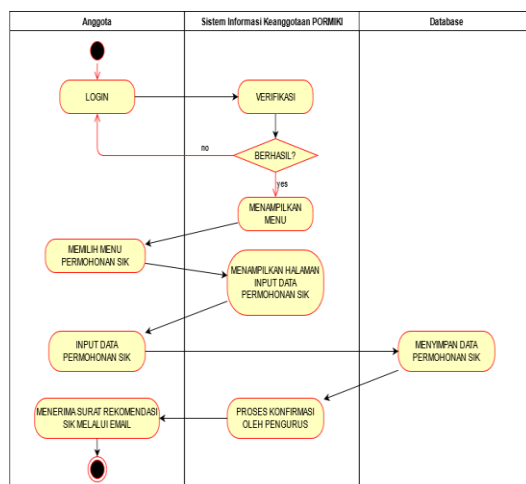 Anggota
Sistem Informasi Keanggotaan PORMIKI
Database
LOGIN
VERIFIKASI
BERHASIL?
no
yes
MENAMPILKAN
MENU
MEMILIH MENU
PERMOHONAN SIK
MENAMPILKAN HALAMAN
INPUT DATA
PERMOHONAN SIK
INPUT DATA
PERMOHONAN SIK
MENYIMPAN DATA
PERMOHONAN SIK
PROSES KONFIRMASI
OLEH PENGURUS
MENERIMA SURAT REKOMENDASI
SIK MELALUI EMAIL